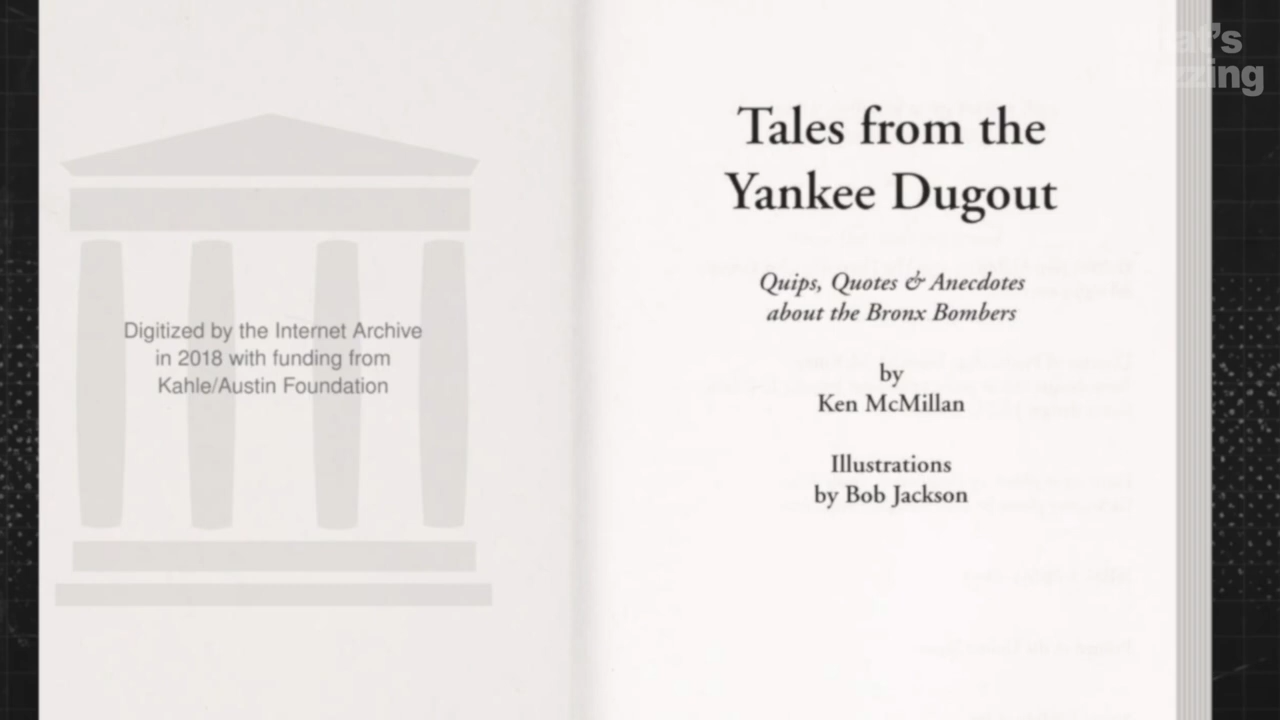 Digitized by the Internet Archive
in 2018 with funding from
Kahle/Austin Foundation
Tales from the
Yankee Dugout
Quips, Quotes & Anecdotes
about the Bronx Bombers
by
Ken McMillan
Illustrations
by Bob Jackson